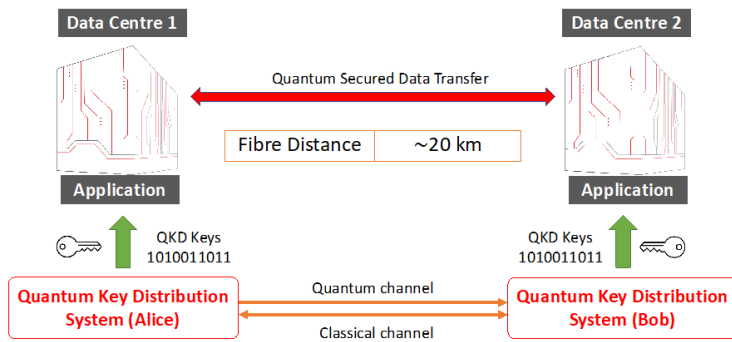 Data Centre 1
Data Centre 2
Quantum Secured Data Transfer
Fibre Distance ~20 km
Application
Application
QKD Keys
1010011011
QKD Keys
1010011011
Quantum Key Distribution
System (Alice)
Quantum channel
Classical channel
Quantum Key Distribution
System (Bob)